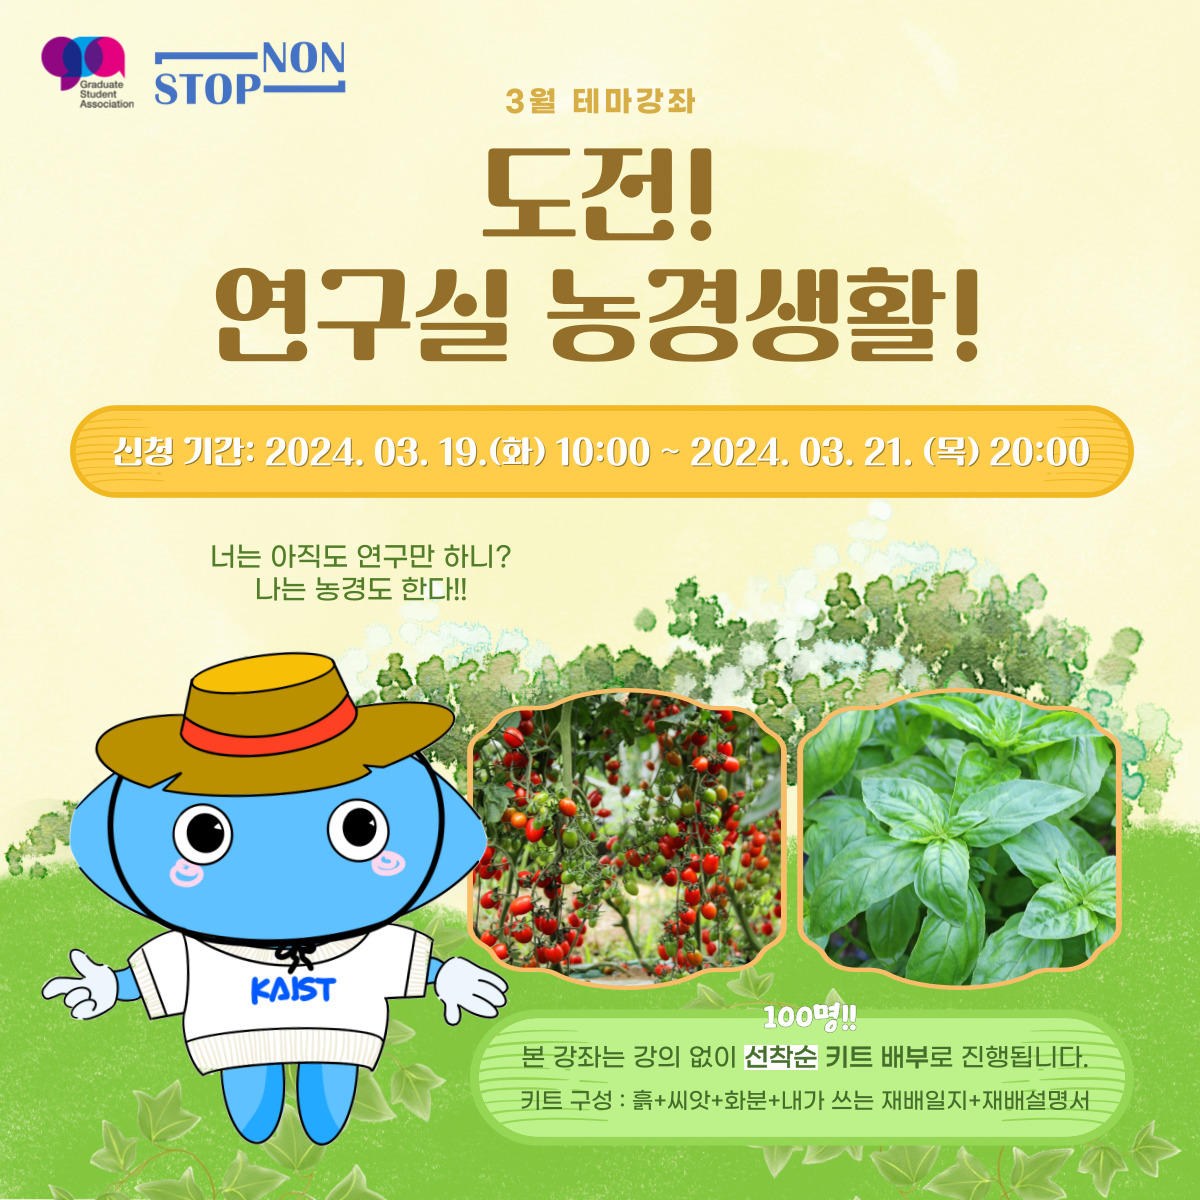 Graduate
Student
Association
NON
STOP
3월 테마강좌
도전!
연구실 농경생활!
신청 기간: 2024. 03. 19.(화) 10:00 ~ 2024. 03. 21. (목) 20:00
너는 아직도 연구만 하니?
나는 농경도 한다!!
KAIST
100명!!
본 강좌는 강의 없이 선착순 키트 배부로 진행됩니다.
키트 구성 : 흙+씨앗+화분+내가 쓰는 재배일지+재배설명서